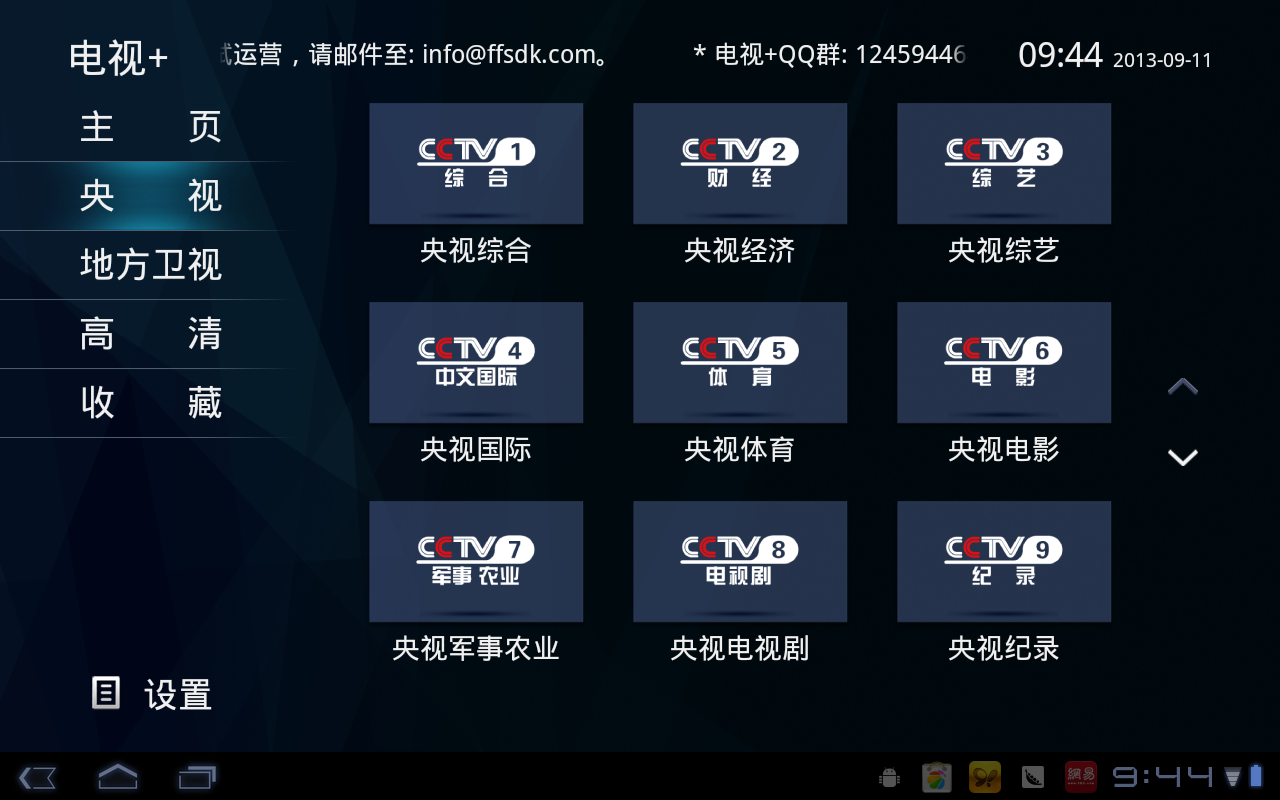 电视+
试运营，请邮件至: info@ffsdk.com。
* 电视+QQ群: 12459446
09:44 2013-09-11
主 页
央 视
地方卫视
高 清
收 藏
设置
CCTV 1
综 合
央视综合
CCTV 2
财 经
央视经济
CCTV 3
综 艺
央视综艺
CCTV 4
中文国际
央视国际
CCTV 5
体 育
央视体育
CCTV 6
电 影
央视电影
CCTV 7
军事 农业
央视军事农业
CCTV 8
电视剧
央视电视剧
CCTV 9
纪 录
央视纪录
網易
9:44